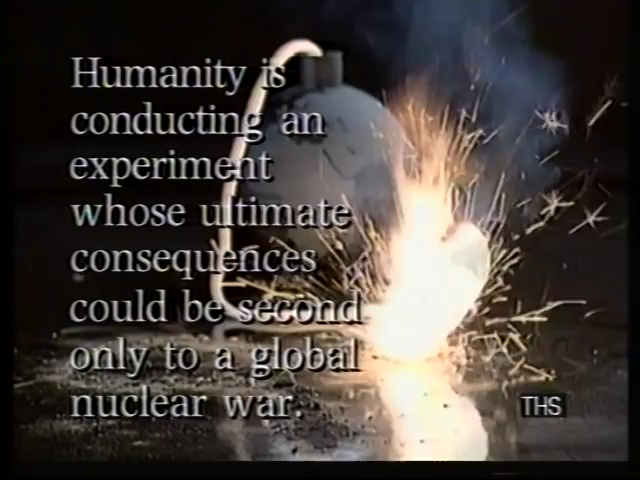 Humanity is
conducting an
experiment
whose ultimate
consequences
could be second
only to a global
nuclear war.
THS